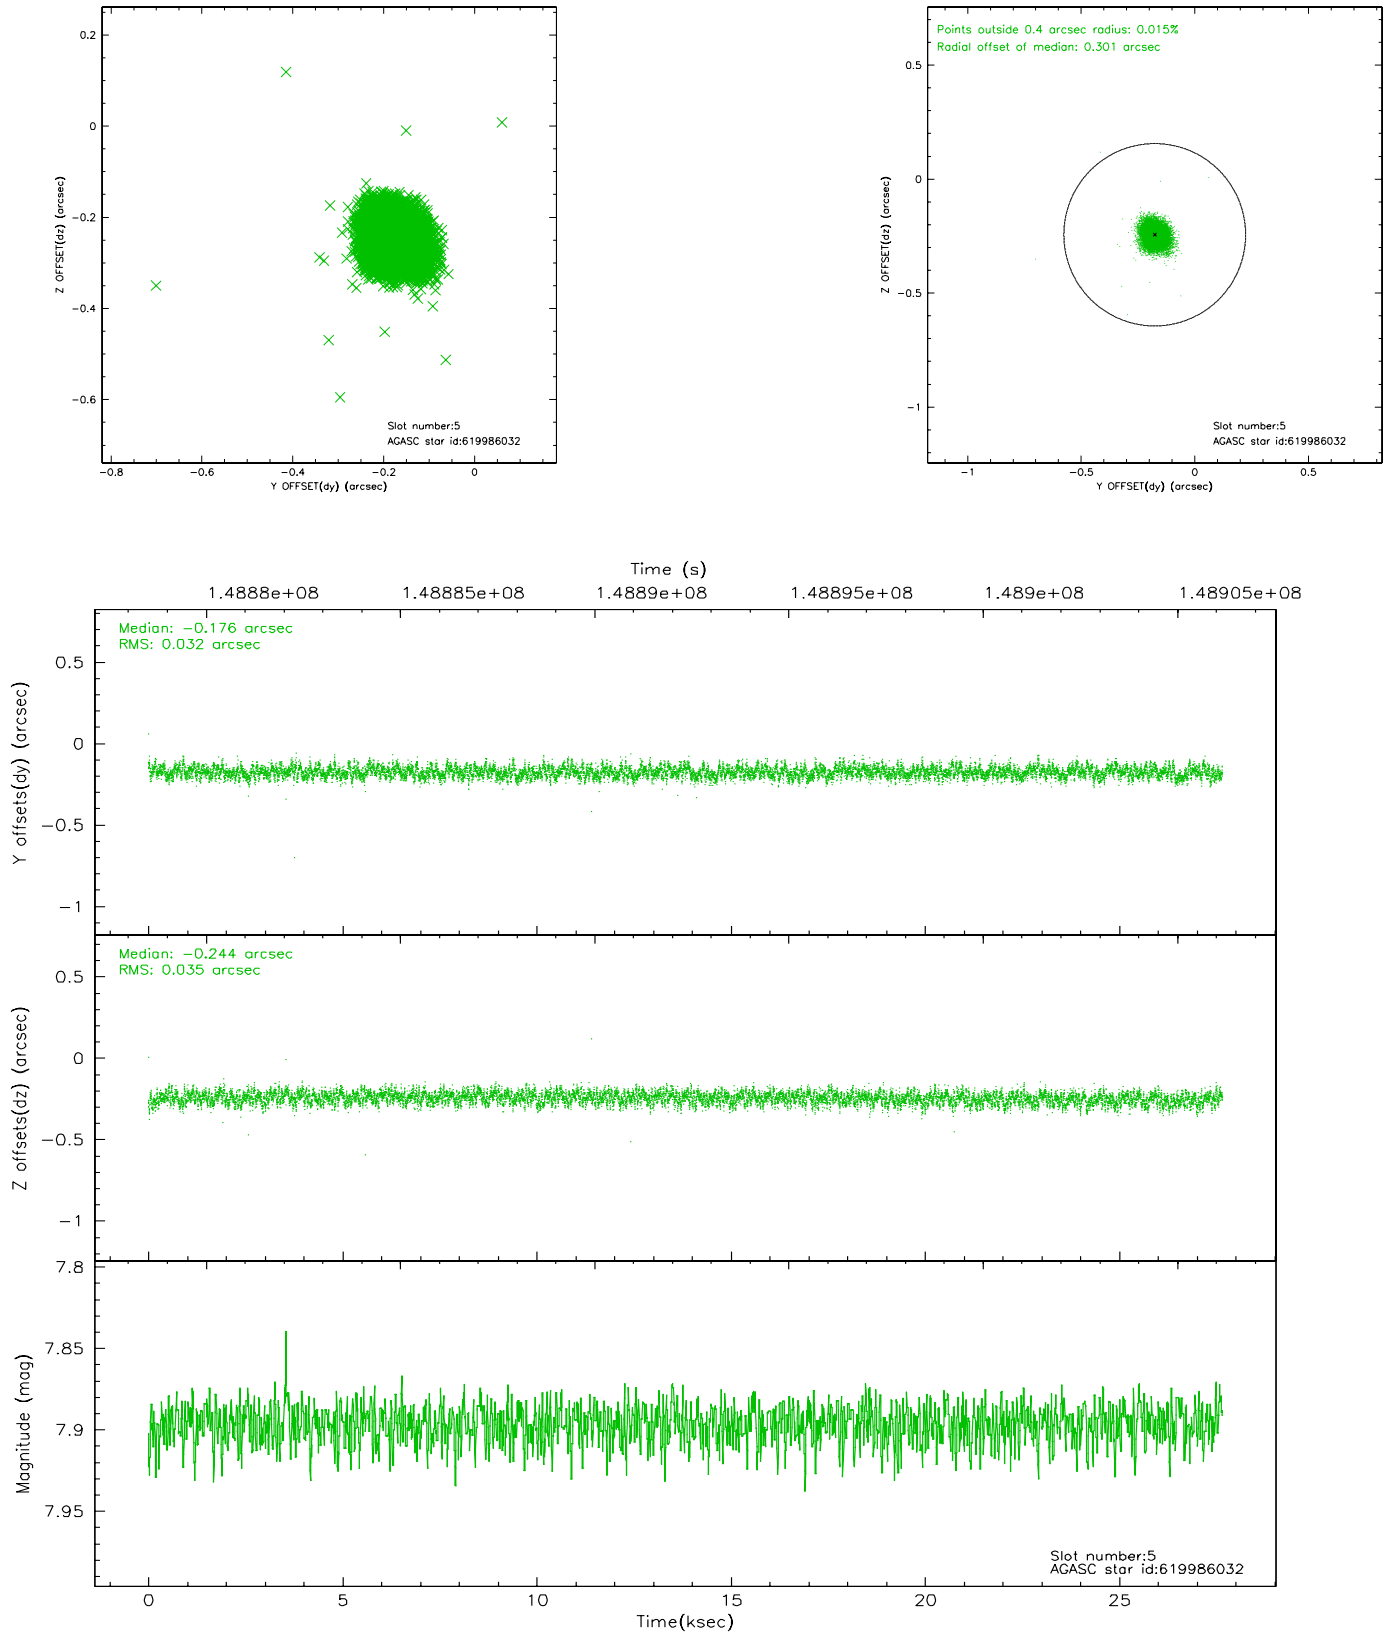 0.2
0
−0.2
−0.4
−0.6
Z OFFSET(dz) (arcsec)
−0.8
−0.6
−0.4
−0.2
0
Y OFFSET(dy) (arcsec)
Slot number:5
AGASC star id:619986032
Points outside 0.4 arcsec radius: 0.015%
Radial offset of median: 0.301 arcsec
0.5
0
−0.5
−1
Z OFFSET(dz) (arcsec)
−1
−0.5
0
0.5
Y OFFSET(dy) (arcsec)
Slot number:5
AGASC star id:619986032
Time (s)
1.4888e+08
1.48885e+08
1.4889e+08
1.48895e+08
1.489e+08
1.48905e+08
Median: −0.176 arcsec
RMS: 0.032 arcsec
0.5
0
−0.5
−1
Y offsets(dy) (arcsec)
Median: −0.244 arcsec
RMS: 0.035 arcsec
0.5
0
−0.5
−1
Z offsets(dz) (arcsec)
7.8
7.85
7.9
7.95
Magnitude (mag)
Slot number:5
AGASC star id:619986032
0
5
10
15
20
25
Time(ksec)